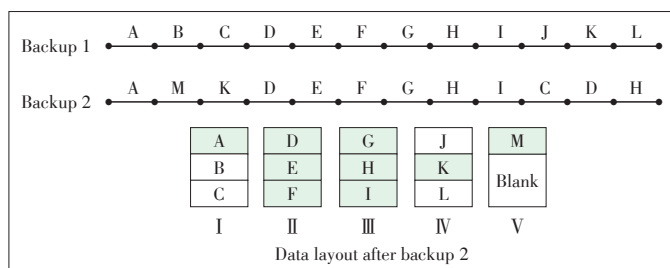 A B C D E F G H I J K L
Backup 1
A M K D E F G H I C D H
Backup 2
A D G J M
B E H K Blank
C F I L
Ⅰ Ⅱ Ⅲ Ⅳ Ⅴ
Data layout after backup 2